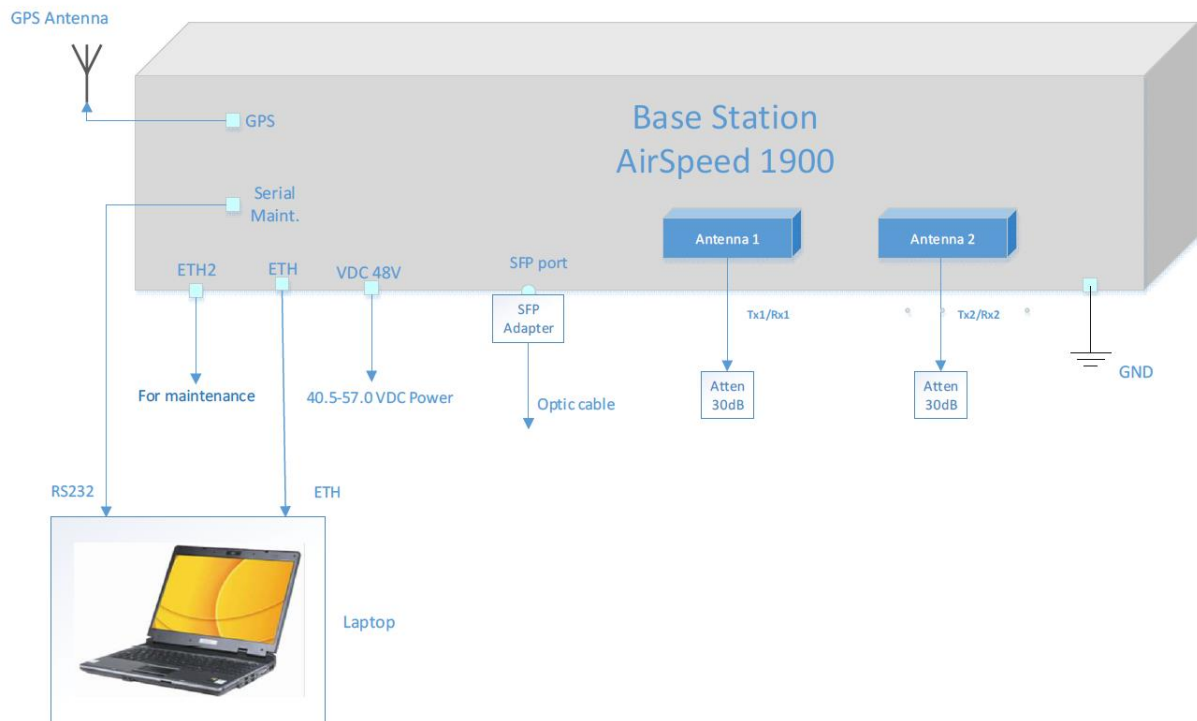 GPS Antenna
Base Station
AirSpeed 1900
GPS
Serial
Maint.
Antenna 1
Antenna 2
ETH2
ETH
VDC 48V
SFP port
SFP
Adapter
Tx1/Rx1
Tx2/Rx2
Atten
30dB
Atten
30dB
GND
For maintenance
40.5-57.0 VDC Power
Optic cable
RS232
ETH
Laptop